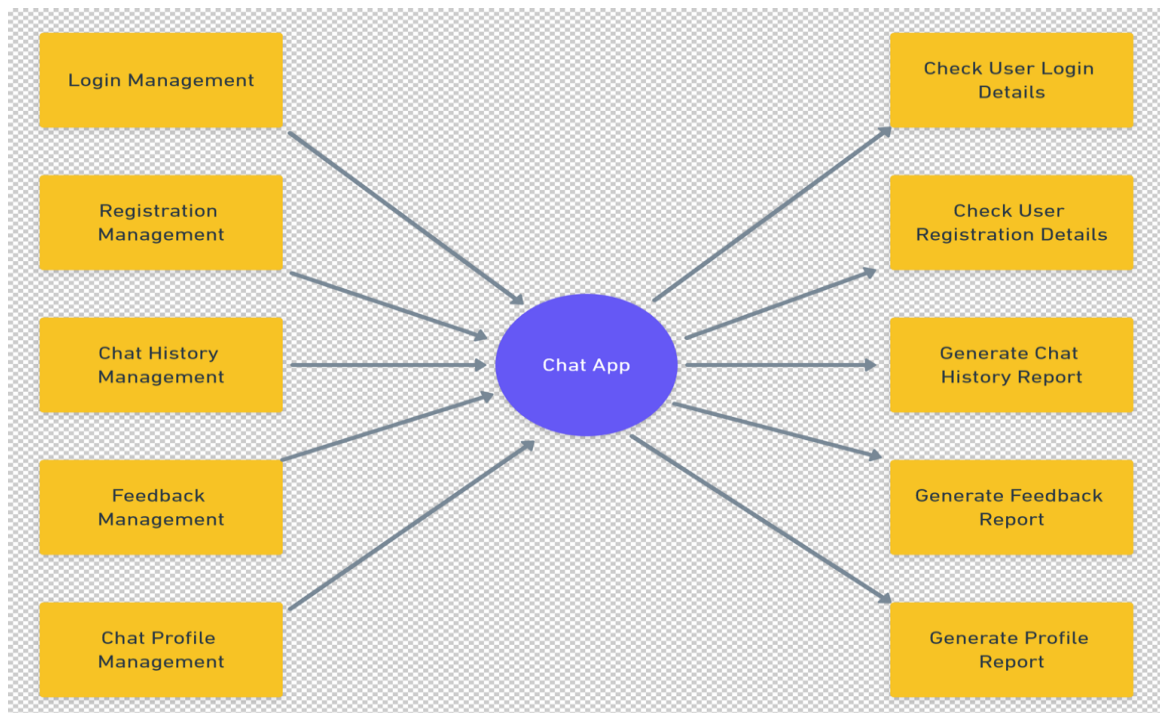 Login Management
Registration
Management
Chat History
Management
Feedback
Management
Chat Profile
Management
Chat App
Check User Login
Details
Check User
Registration Details
Generate Chat
History Report
Generate Feedback
Report
Generate Profile
Report